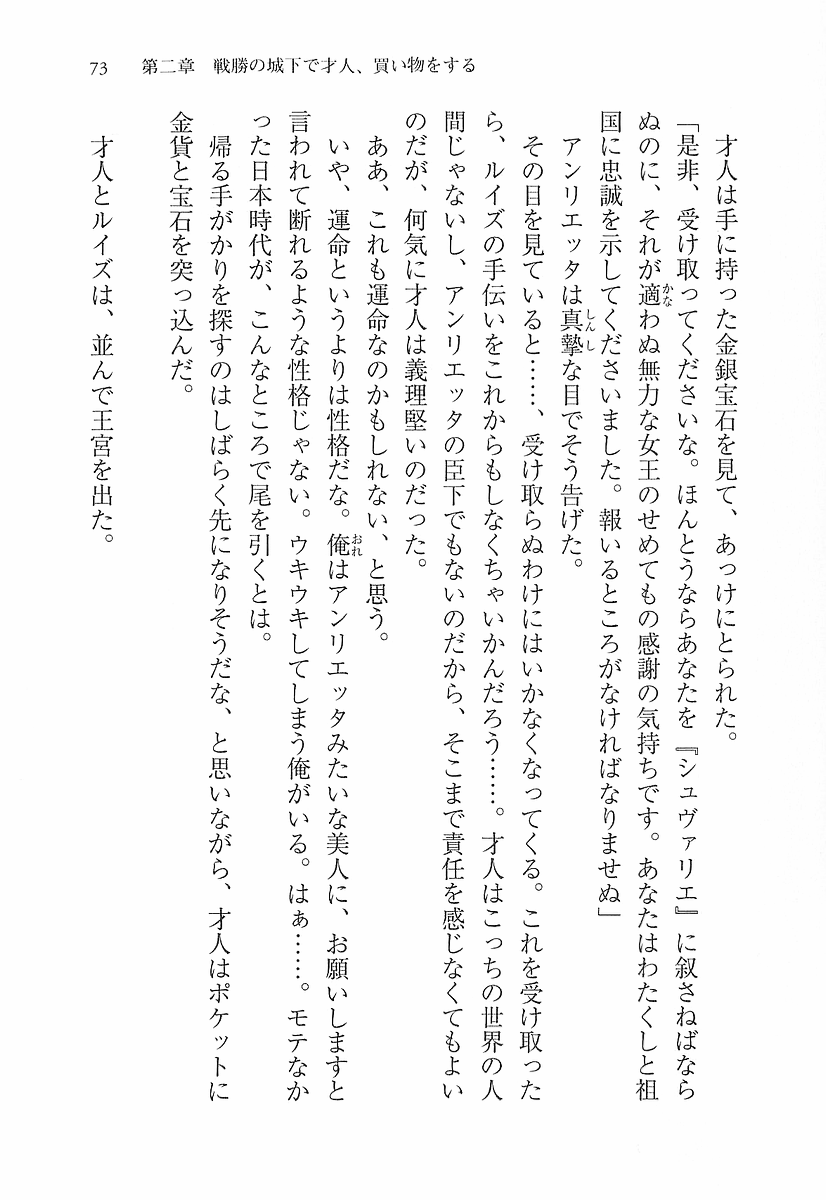 73　第二章　戦勝の城下で才人、買い物をする
　才人は手に持った金銀宝石を見て、あっけにとられた。
「是非、受け取ってくださいな。ほんとうならあなたを『シュヴァリエ』に叙さねばなら
ぬのに、それが適わぬ無力な女王のせめてもの感謝の気持ちです。あなたはわたくしと祖
国に忠誠を示してくださいました。報いるところがなければなりませぬ」
　アンリエッタは真摯な目でそう告げた。
　その目を見ていると……、受け取らぬわけにはいかなくなってくる。これを受け取った
ら、ルイズの手伝いをこれからもしなくちゃいかんだろう……。才人はこっちの世界の人
間じゃないし、アンリエッタの臣下でもないのだから、そこまで責任を感じなくてもよい
のだが、何気に才人は義理堅いのだった。
　ああ、これも運命なのかもしれない、と思う。
　いや、運命というよりは性格だな。俺はアンリエッタみたいな美人に、お願いしますと
言われて断れるような性格じゃない。ウキウキしてしまう俺がいる。はぁ……。モテなか
った日本時代が、こんなところで尾を引くとは。
　帰る手がかりを探すのはしばらく先になりそうだな、と思いながら、才人はポケットに
金貨と宝石を突っ込んだ。
　才人とルイズは、並んで王宮を出た。